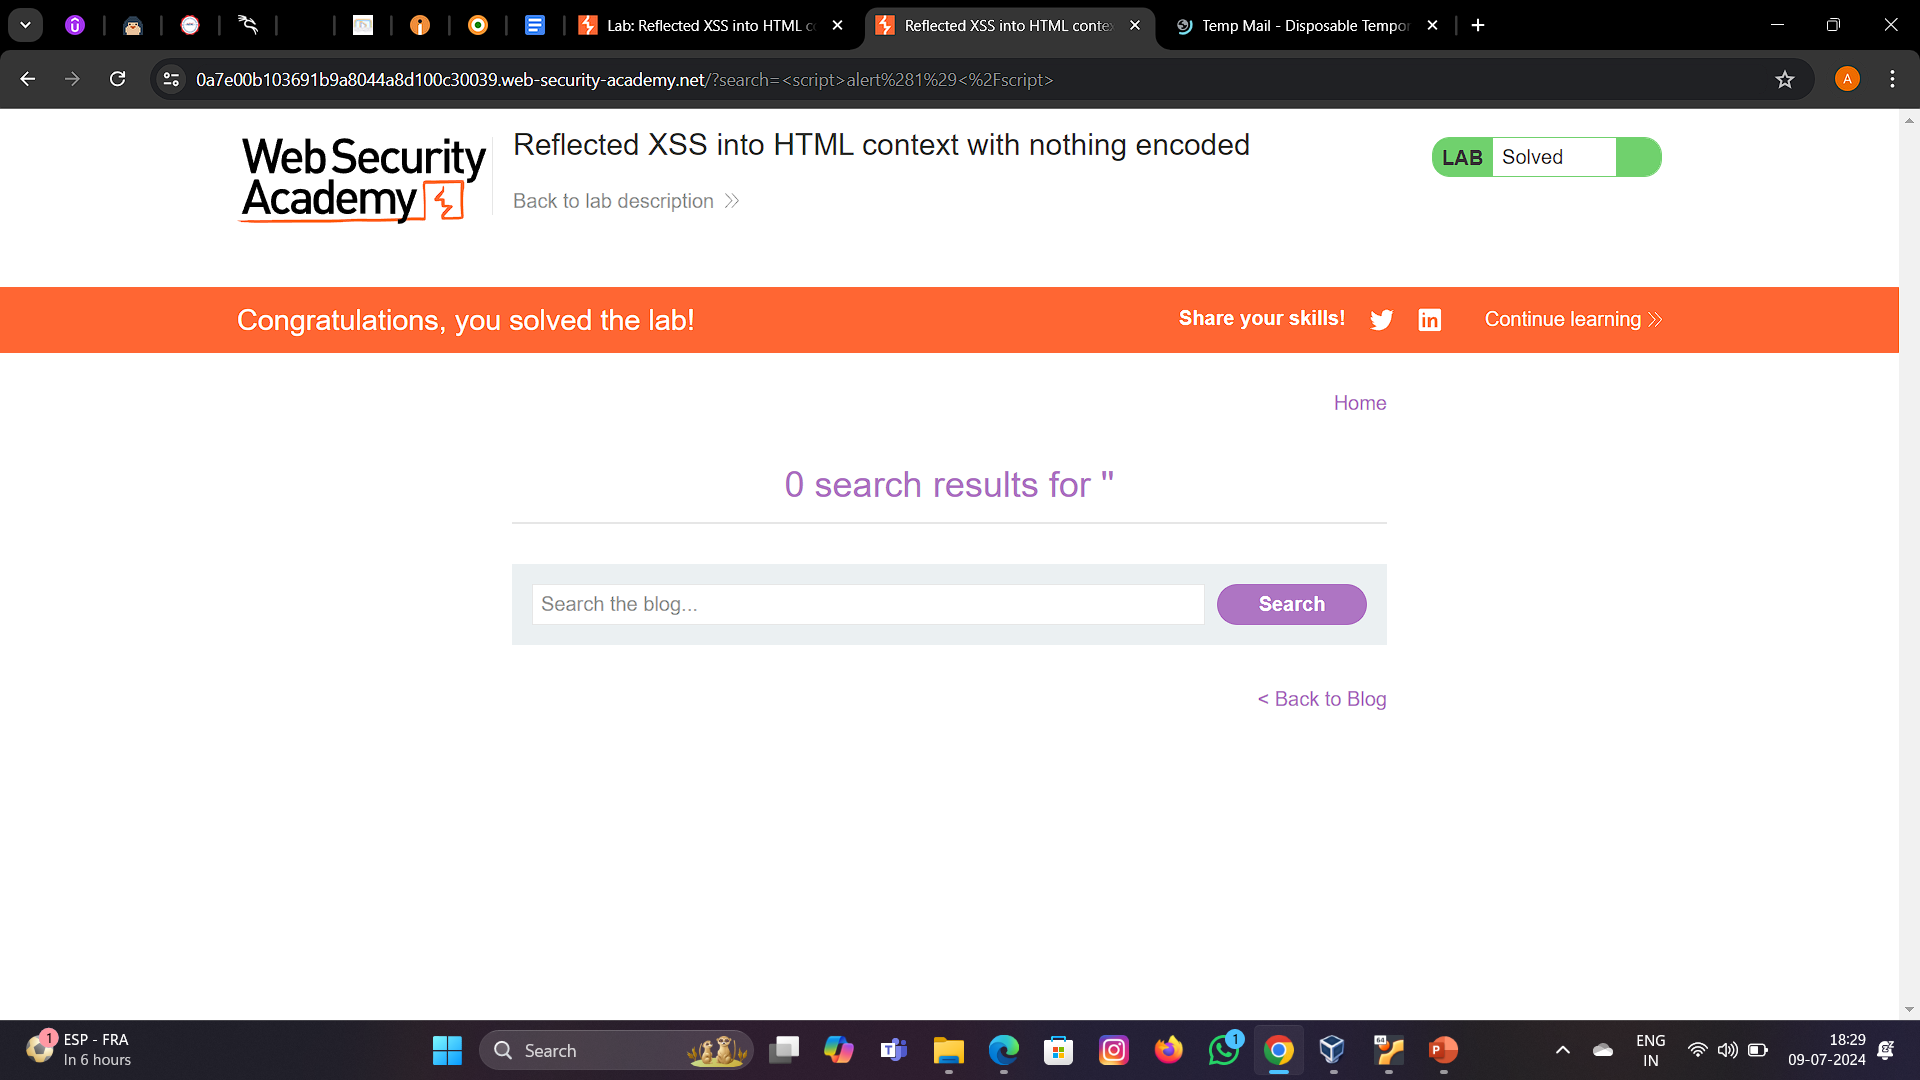 Lab: Reflected XSS into HTML c
Reflected XSS into HTML conte
Temp Mail - Disposable Tempor
0a7e00b103691b9a8044a8d100c30039.web-security-academy.net/?search=<script>alert%281%29<%2Fscript>
A
Web Security
Academy
Reflected XSS into HTML context with nothing encoded
Back to lab description
LAB Solved
Congratulations, you solved the lab!
Share your skills!
Continue learning
Home
0 search results for ''
Search the blog...
Search
< Back to Blog
1
ESP - FRA
In 6 hours
Search
1
64
ENG
IN
18:29
09-07-2024